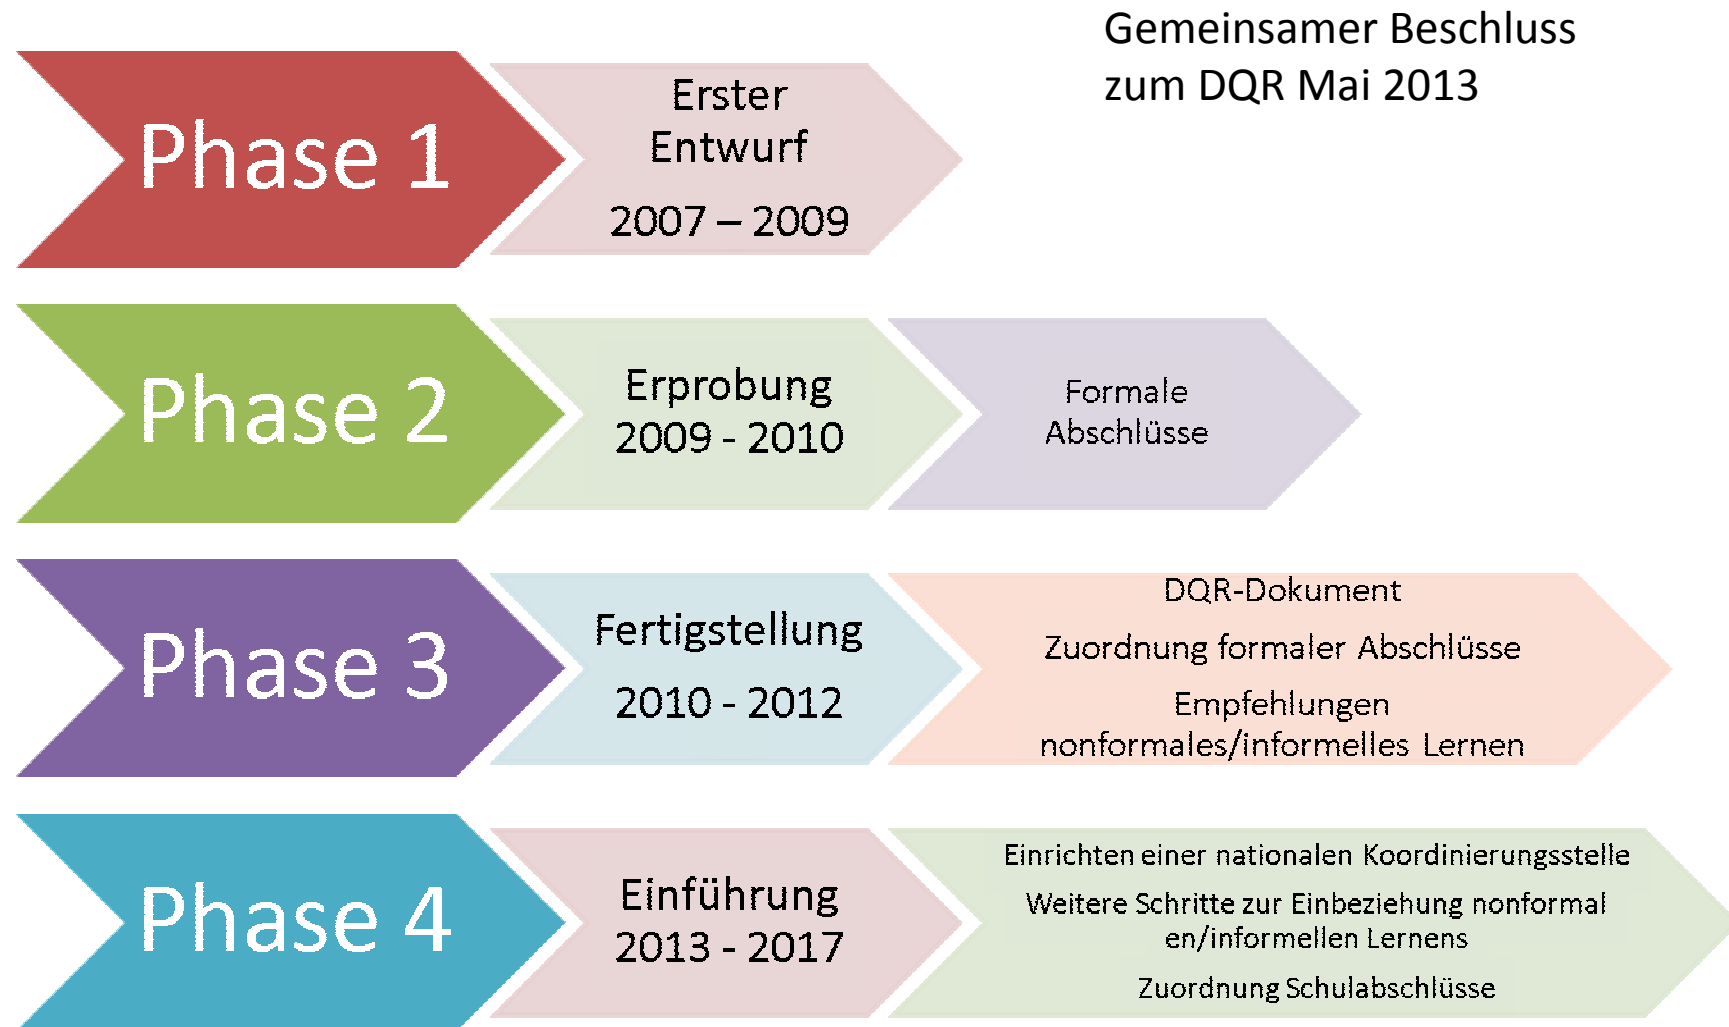 Gemeinsamer Beschluss
zum DQR Mai 2013
Phase 1
Erster
Entwurf
2007 – 2009
Phase 2
Erprobung
2009 - 2010
Formale
Abschlüsse
Phase 3
Fertigstellung
2010 - 2012
DQR-Dokument
Zuordnung formaler Abschlüsse
Empfehlungen
nonformales/informelles Lernen
Phase 4
Einführung
2013 - 2017
Einrichten einer nationalen Koordinierungsstelle
Weitere Schritte zur Einbeziehung nonformal
en/informellen Lernens
Zuordnung Schulabschlüsse